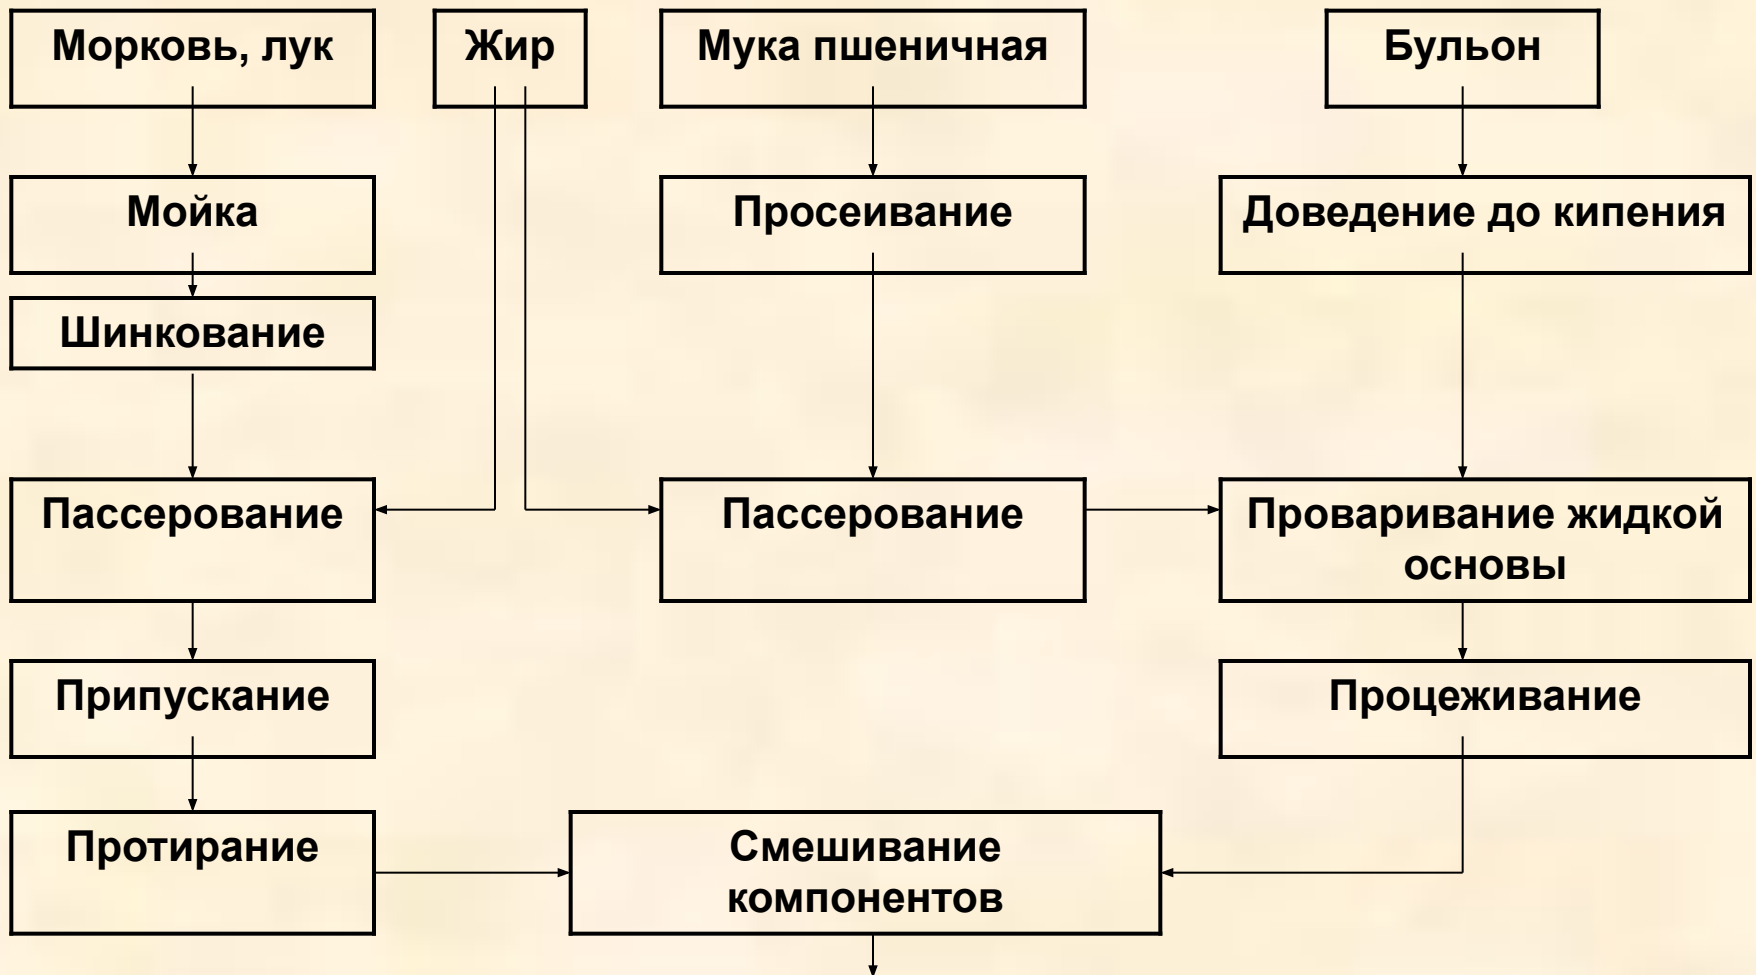 Морковь, лук
Жир
Мука пшеничная
Бульон
Мойка
Просеивание
Доведение до кипения
Шинкование
Пассерование
Пассерование
Проваривание жидкой
основы
Припускание
Процеживание
Протирание
Смешивание
компонентов